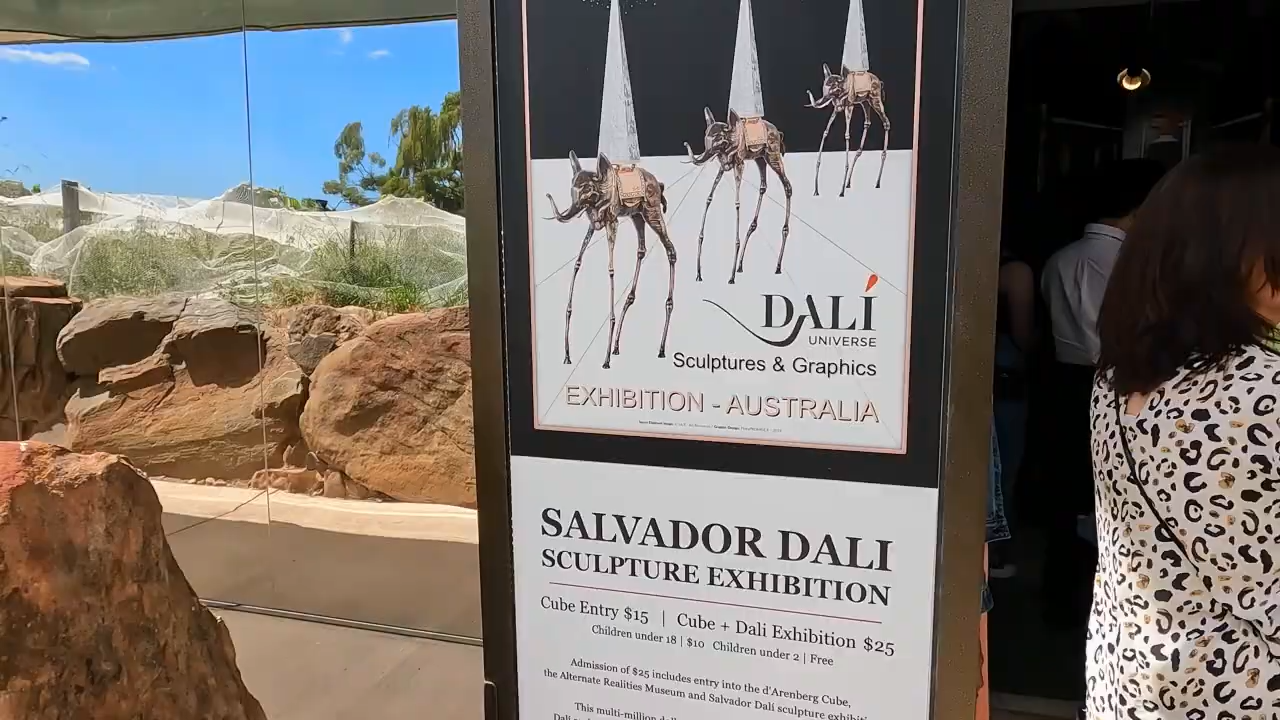 DALÍ
UNIVERSE
Sculptures & Graphics
EXHIBITION - AUSTRALIA
SALVADOR DALI
SCULPTURE EXHIBITION
Cube Entry $15 | Cube + Dali Exhibition $25
Children under 18 | $10 Children under 2 | Free
Admission of $25 includes entry into the d'Arenberg Cube,
the Alternate Realities Museum and Salvador Dalí sculpture
This multi-million